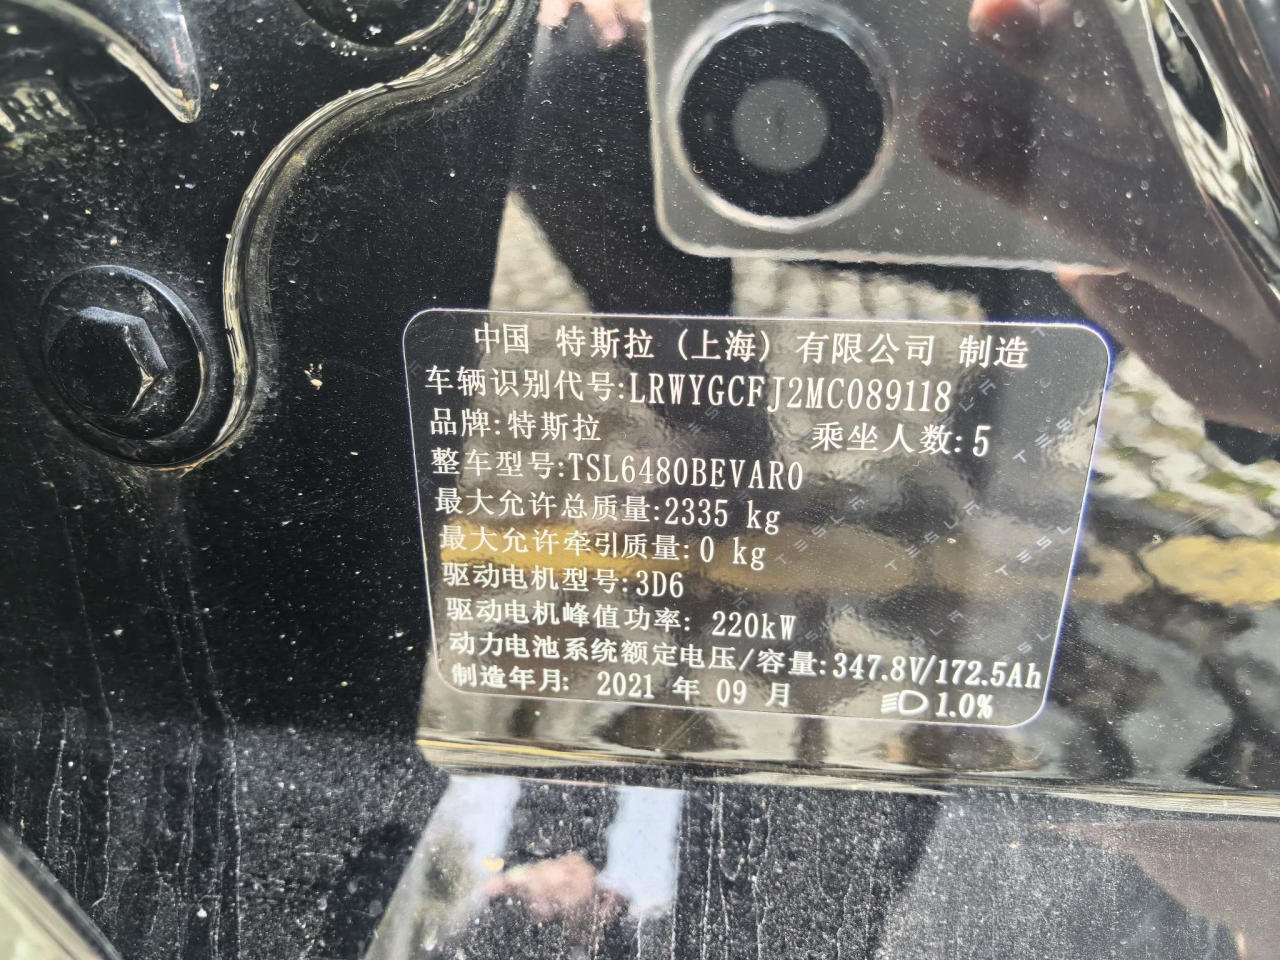 中国 特斯拉 (上海) 有限公司 制造
车辆识别代号:LRWYGCFJ2MC089118
品牌:特斯拉 乘坐人数:5
整车型号:TSL6480BEVAR0
最大允许总质量:2335 kg
最大允许牵引质量:0 kg
驱动电机型号:3D6
驱动电机峰值功率: 220kW
动力电池系统额定电压/容量:347.8V/172.5Ah
制造年月: 2021 年 09 月 1.0%